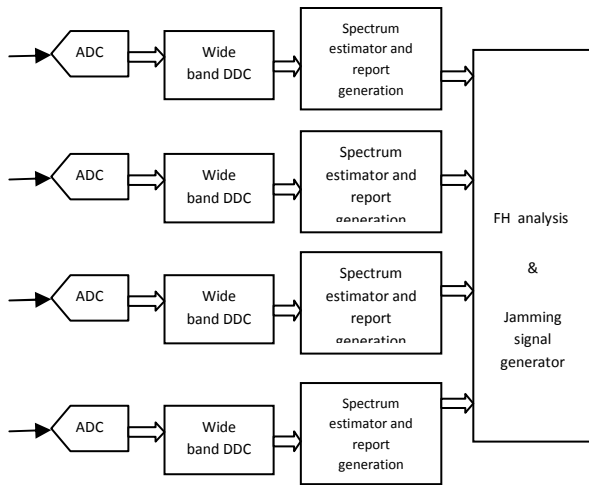 ADC
Wide
band DDC
Spectrum
estimator and
report
generation
ADC
Wide
band DDC
Spectrum
estimator and
report
generation
ADC
Wide
band DDC
Spectrum
estimator and
report
generation
ADC
Wide
band DDC
Spectrum
estimator and
report
generation
FH analysis
&
Jamming
signal
generator